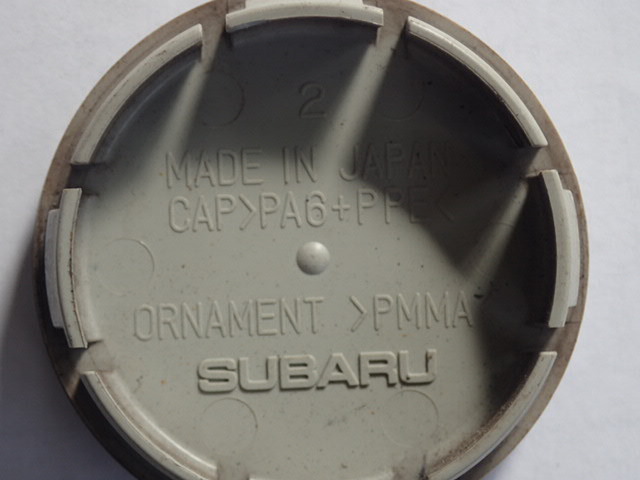 2
MADE IN JAPAN
CAP>PA6+PPE<
ORNAMENT >PMMA<
SUBARU